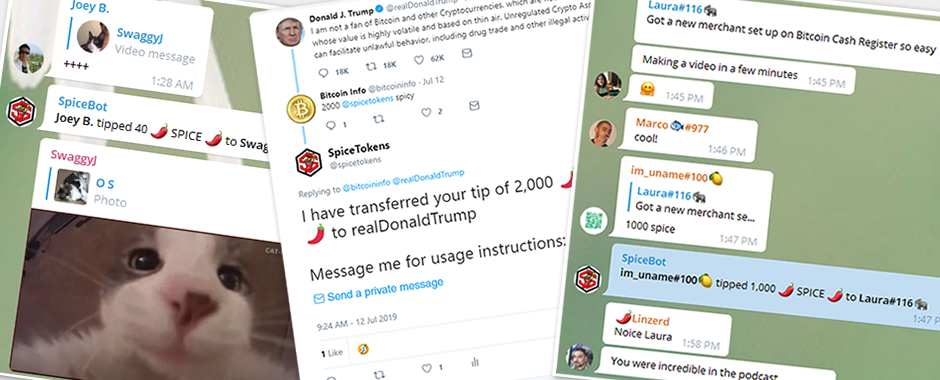 Joey B.
SwaggyJ
Video message
++++
1:28 AM
SpiceBot
Joey B. tipped 40 🌶️ SPICE 🌶️ to Swag
SwaggyJ
O S
Photo
CAT-
Donald J. Trump @realDonaldTrump
I am not a fan of Bitcoin and other Cryptocurrencies, which are
whose value is highly volatile and based on thin air. Unregulated Crypto
can facilitate unlawful behavior, including drug trade and other illegal
18K 18K 62K
Bitcoin Info @bitcoininfo · Jul 12
2000 @spicetokens spicy
1 2
SpiceTokens
@spicetokens
Replying to @bitcoininfo @realDonaldTrump
I have transferred your tip of 2,000 🌶️
🌶️ to realDonaldTrump
Message me for usage instructions:
Send a private message
9:24 AM - 12 Jul 2019
1 Like
1
Laura#116🦓
Got a new merchant set up on Bitcoin Cash Register so easy
Making a video in a few minutes 1:45 PM
🤗 1:45 PM
Marco🐟#977
cool!
1:46 PM
im_uname#100🍋
Laura#116🦓
Got a new merchant se...
1000 spice
1:47 PM
SpiceBot
im_uname#100🍋 tipped 1,000 🌶️ SPICE 🌶️ to Laura#116🦓
1:47
🌶️Linzerd
Noice Laura 1:58 PM
You were incredible in the podcast